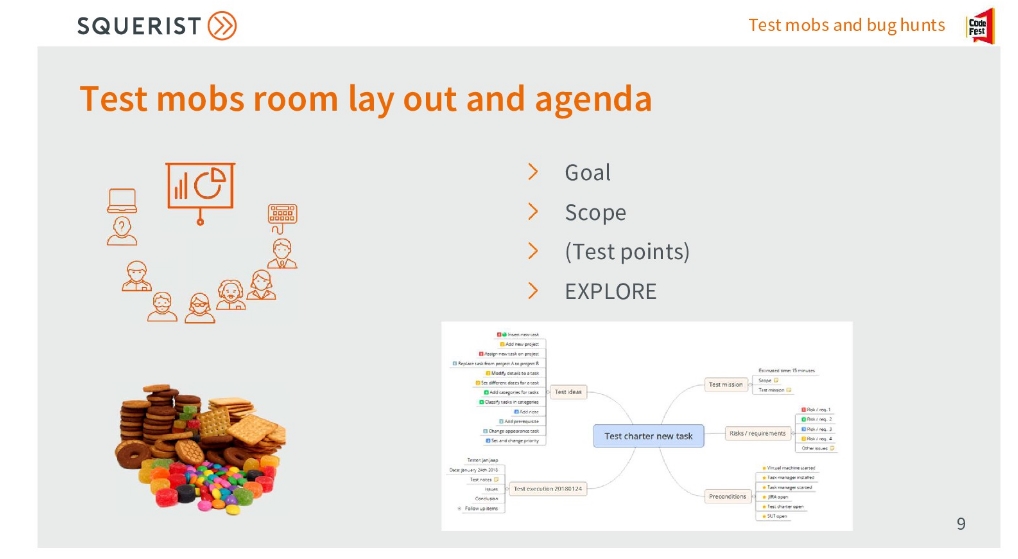 SQUERIST
Test mobs and bug hunts
Code
Fest
Test mobs room lay out and agenda
Goal
Scope
(Test points)
EXPLORE
Invoer new task
Add new project
Assign new task on project
Replace task from project A to project B
Modify details to a task
Set different dates for a task
Add categories for tasks
Classify tasks in categories
Add note
Add prerequisite
Change appearance task
Set and change priority
Test ideas
Test charter new task
Test mission
Estimated time: 15 minutes
Scope
Test mission
Risks / requirements
Risk / req. 1
Risk / req. 2
Risk / req. 3
Risk / req. 4
Other issues
Preconditions
Virtual machine started
Task manager installed
Task manager started
JIRA open
Test charter open
SUT open
Test execution 20180124
Date: January 24th 2018
Test notes
Issues
Conclusion
Follow up items
9